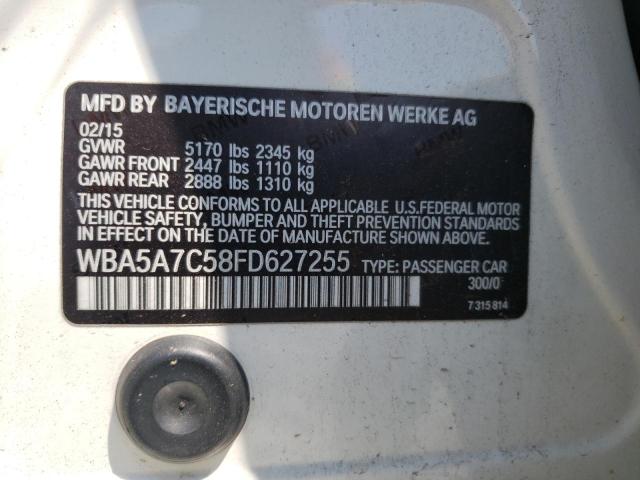 MFD BY BAYERISCHE MOTOREN WERKE AG
02/15
GVWR 5170 lbs 2345 kg
GAWR FRONT 2447 lbs 1110 kg
GAWR REAR 2888 lbs 1310 kg
THIS VEHICLE CONFORMS TO ALL APPLICABLE U.S.FEDERAL MOTOR
VEHICLE SAFETY, BUMPER AND THEFT PREVENTION STANDARDS
IN EFFECT ON THE DATE OF MANUFACTURE SHOWN ABOVE.
WBA5A7C58FD627255 TYPE: PASSENGER CAR
300/0
7 315 814